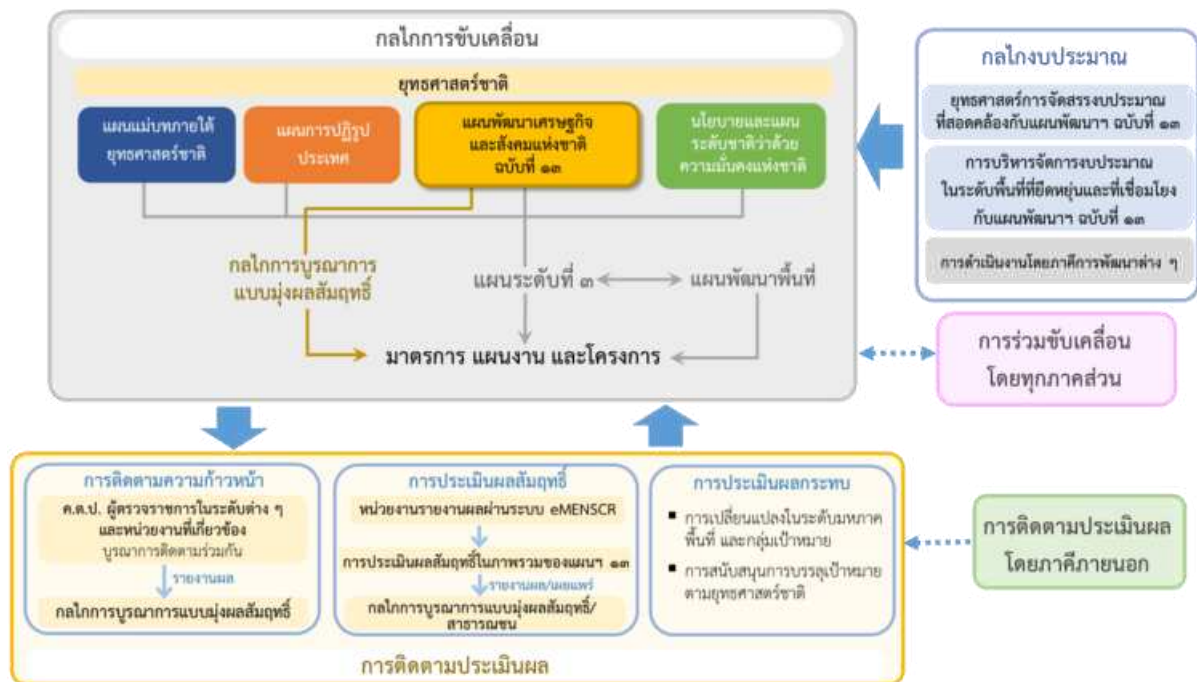 กลไกการขับเคลื่อน
ยุทธศาสตร์ชาติ
แผนแม่บทภายใต้
ยุทธศาสตร์ชาติ
แผนการปฏิรูป
ประเทศ
แผนพัฒนาเศรษฐกิจ
และสังคมแห่งชาติ
ฉบับที่ ๑๓
นโยบายและแผน
ระดับชาติว่าด้วย
ความมั่นคงแห่งชาติ
กลไกการบูรณาการ
แบบมุ่งผลสัมฤทธิ์
แผนระดับที่ ๓
แผนพัฒนาพื้นที่
มาตรการ แผนงาน และโครงการ
กลไกงบประมาณ
ยุทธศาสตร์การจัดสรรงบประมาณ
ที่สอดคล้องกับแผนพัฒนาฯ ฉบับที่ ๑๓
การบริหารจัดการงบประมาณ
ในระดับพื้นที่ที่ยืดหยุ่นและที่เชื่อมโยง
กับแผนพัฒนาฯ ฉบับที่ ๑๓
การดำเนินงานโดยภาคีการพัฒนาต่าง ๆ
การร่วมขับเคลื่อน
โดยทุกภาคส่วน
การติดตามความก้าวหน้า
ค.ต.ป. ผู้ตรวจราชการในระดับต่าง ๆ
และหน่วยงานที่เกี่ยวข้อง
บูรณาการติดตามร่วมกัน
รายงานผล
กลไกการบูรณาการแบบมุ่งผลสัมฤทธิ์
การประเมินผลสัมฤทธิ์
หน่วยงานรายงานผลผ่านระบบ eMENSCR
การประเมินผลสัมฤทธิ์ในภาพรวมของแผนฯ ๑๓
รายงานผล/เผยแพร่
กลไกการบูรณาการแบบมุ่งผลสัมฤทธิ์/
สาธารณชน
การประเมินผลกระทบ
▪ การเปลี่ยนแปลงในระดับมหภาค
พื้นที่ และกลุ่มเป้าหมาย
▪ การสนับสนุนการบรรลุเป้าหมาย
ตามยุทธศาสตร์ชาติ
การติดตามประเมินผล
การติดตามประเมินผล
โดยภาคีภายนอก